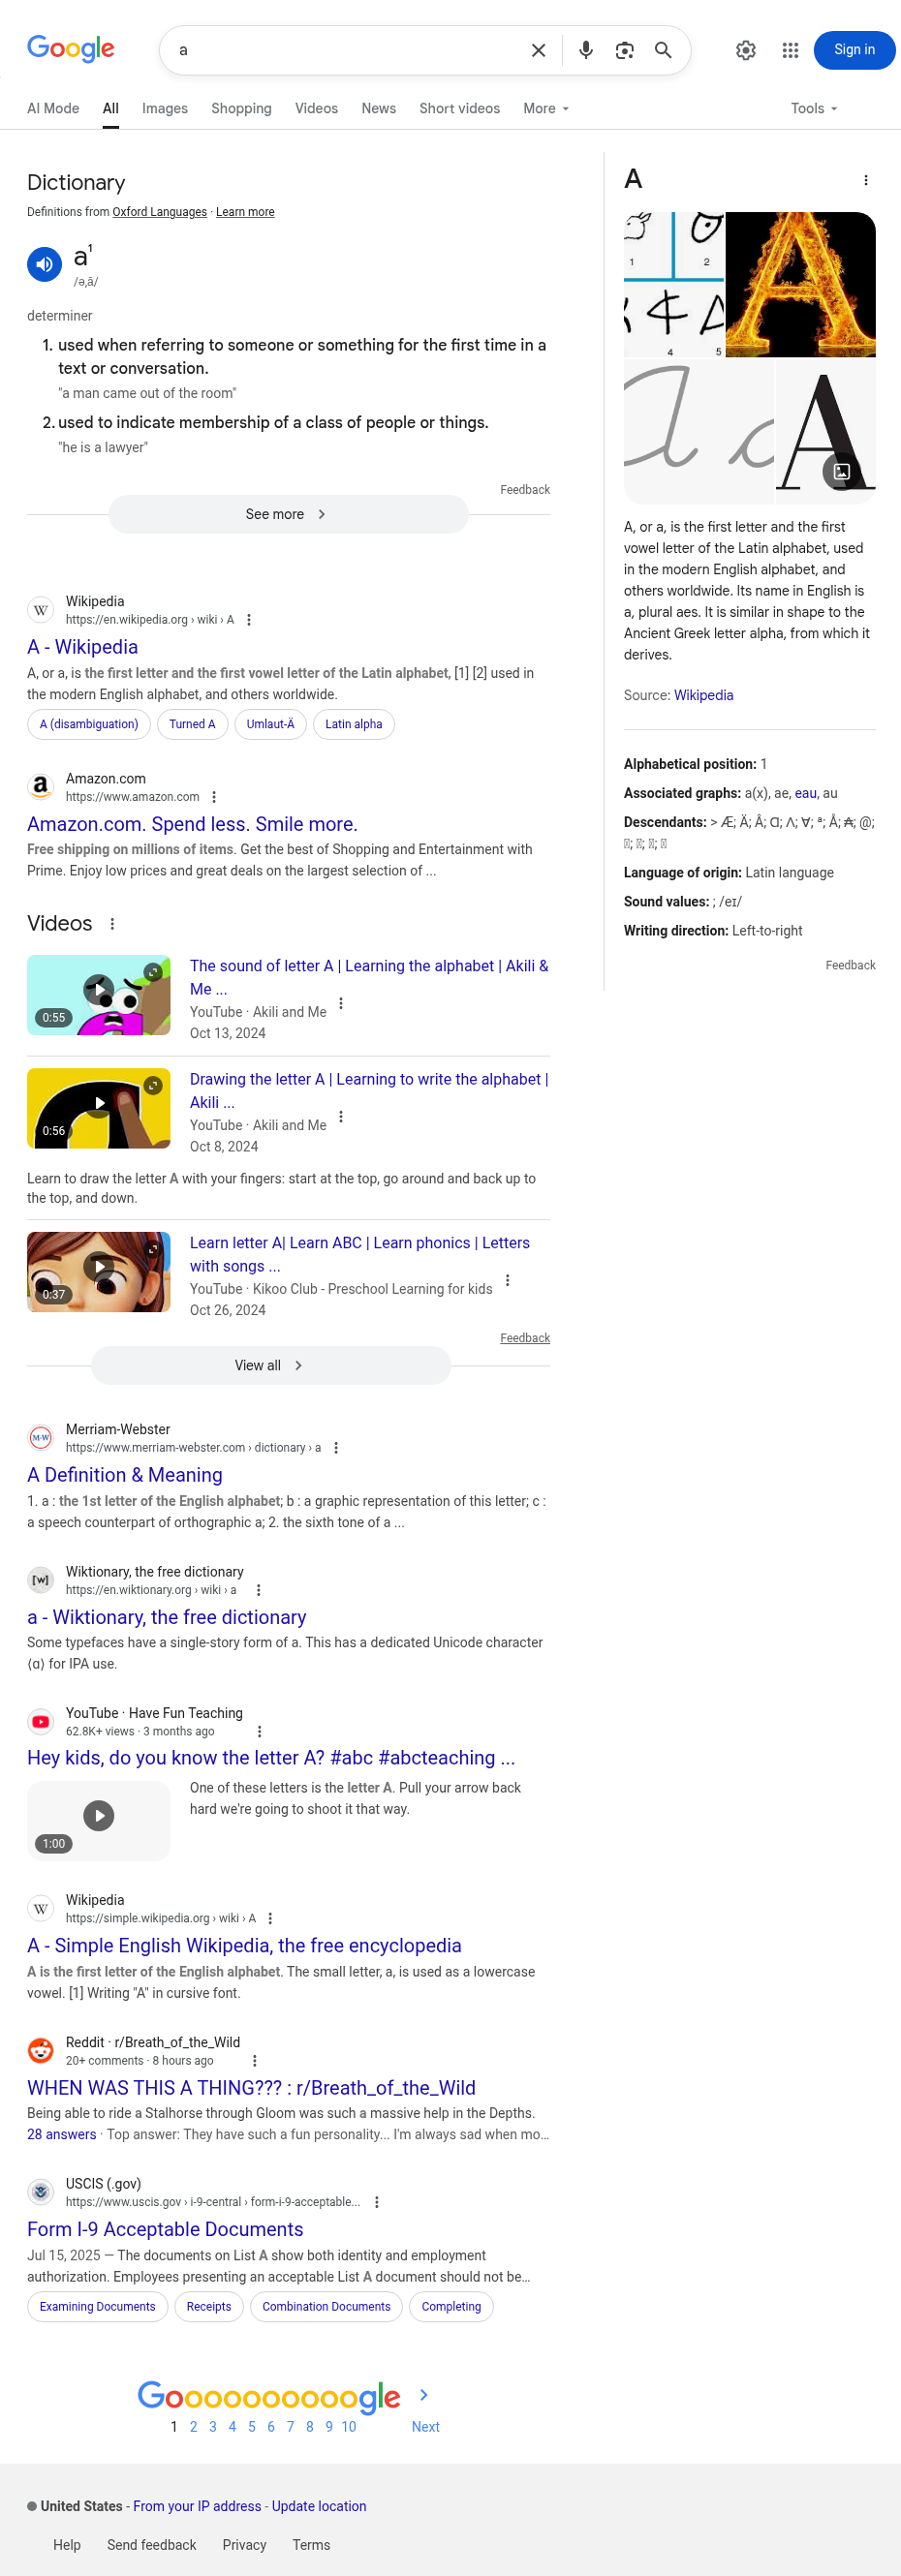 Google
a
Sign in
AI Mode
All
Images
Shopping
Videos
News
Short videos
More
Tools
Dictionary
Definitions from Oxford Languages · Learn more
a¹
/ə,ā/
determiner
1. used when referring to someone or something for the first time in a
text or conversation.
"a man came out of the room"
2. used to indicate membership of a class of people or things.
"he is a lawyer"
Feedback
See more
Wikipedia
https://en.wikipedia.org › wiki › A
A - Wikipedia
A, or a, is the first letter and the first vowel letter of the Latin alphabet, [1] [2] used in
the modern English alphabet, and others worldwide.
A (disambiguation)
Turned A
Umlaut-Ä
Latin alpha
Amazon.com
https://www.amazon.com
Amazon.com. Spend less. Smile more.
Free shipping on millions of items. Get the best of Shopping and Entertainment with
Prime. Enjoy low prices and great deals on the largest selection of ...
Videos
0:55
The sound of letter A | Learning the alphabet | Akili &
Me ...
YouTube · Akili and Me
Oct 13, 2024
0:56
Drawing the letter A | Learning to write the alphabet |
Akili ...
YouTube · Akili and Me
Oct 8, 2024
Learn to draw the letter A with your fingers: start at the top, go around and back up to
the top, and down.
0:37
Learn letter A| Learn ABC | Learn phonics | Letters
with songs ...
YouTube · Kikoo Club - Preschool Learning for kids
Oct 26, 2024
Feedback
View all
M-W
Merriam-Webster
https://www.merriam-webster.com › dictionary › a
A Definition & Meaning
1. a : the 1st letter of the English alphabet; b : a graphic representation of this letter; c :
a speech counterpart of orthographic a; 2. the sixth tone of a ...
[w]
Wiktionary, the free dictionary
https://en.wiktionary.org › wiki › a
a - Wiktionary, the free dictionary
Some typefaces have a single-story form of a. This has a dedicated Unicode character
⟨ɑ⟩ for IPA use.
YouTube · Have Fun Teaching
62.8K+ views · 3 months ago
Hey kids, do you know the letter A? #abc #abcteaching ...
1:00
One of these letters is the letter A. Pull your arrow back
hard we're going to shoot it that way.
Wikipedia
https://simple.wikipedia.org › wiki › A
A - Simple English Wikipedia, the free encyclopedia
A is the first letter of the English alphabet. The small letter, a, is used as a lowercase
vowel. [1] Writing "A" in cursive font.
Reddit · r/Breath_of_the_Wild
20+ comments · 8 hours ago
WHEN WAS THIS A THING??? : r/Breath_of_the_Wild
Being able to ride a Stalhorse through Gloom was such a massive help in the Depths.
28 answers · Top answer: They have such a fun personality... I'm always sad when mo...
USCIS (.gov)
https://www.uscis.gov › i-9-central › form-i-9-acceptable...
Form I-9 Acceptable Documents
Jul 15, 2025 — The documents on List A show both identity and employment
authorization. Employees presenting an acceptable List A document should not be...
Examining Documents
Receipts
Combination Documents
Completing
A
1
2
4
5
A
a
A
A, or a, is the first letter and the first
vowel letter of the Latin alphabet, used
in the modern English alphabet, and
others worldwide. Its name in English is
a, plural aes. It is similar in shape to the
Ancient Greek letter alpha, from which it
derives.
Source: Wikipedia
Alphabetical position: 1
Associated graphs: a(x), ae, eau, au
Descendants: > Æ; Ä; Â; Ɑ; Λ; Ɐ; ª; Å; ₳; @;
Language of origin: Latin language
Sound values: ; /eɪ/
Writing direction: Left-to-right
Feedback
Goooooooooogle
1 2 3 4 5 6 7 8 9 10 Next
United States - From your IP address - Update location
Help
Send feedback
Privacy
Terms